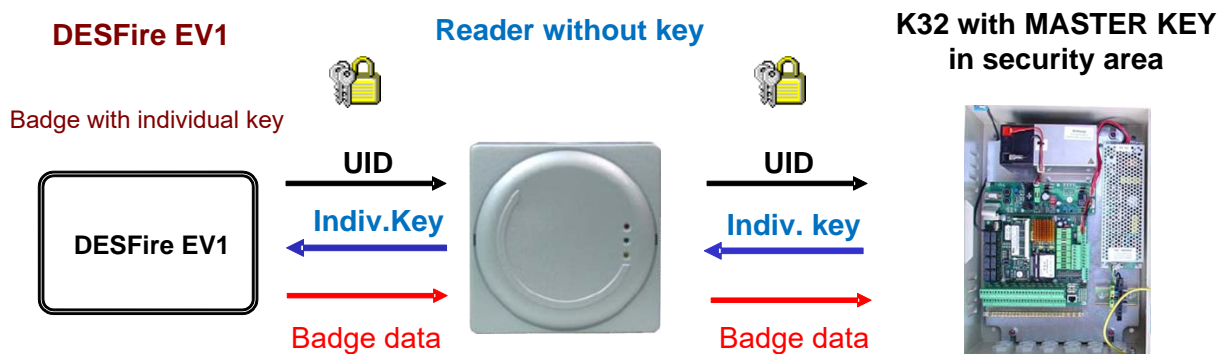 DESFire EV1
Reader without key
K32 with MASTER KEY
in security area
Badge with individual key
UID
UID
Indiv.Key
Indiv. key
DESFire EV1
Badge data
Badge data